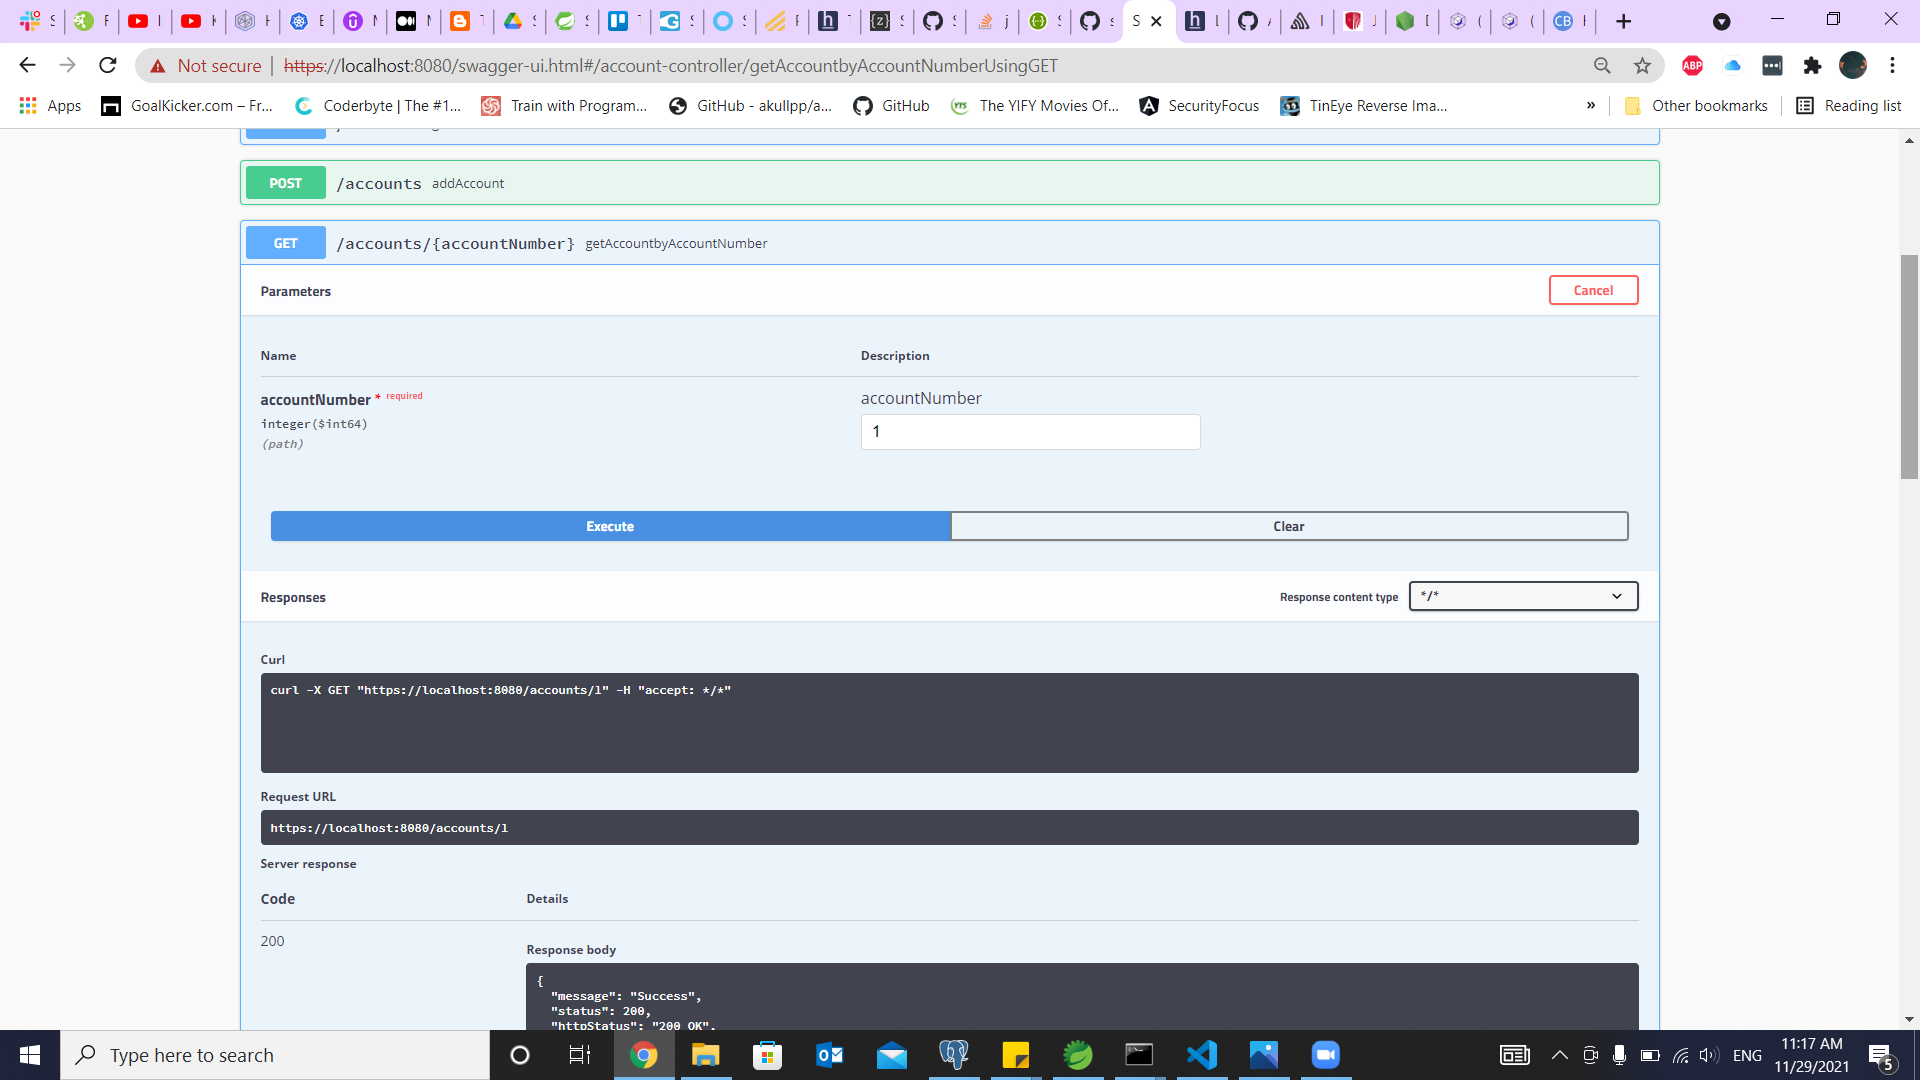 Not secure | https://localhost:8080/swagger-ui.html#/account-controller/getAccountbyAccountNumberUsingGET
Apps GoalKicker.com – Fr... Coderbyte | The #1... Train with Program... GitHub - akullpp/a... GitHub The YIFY Movies Of... SecurityFocus TinEye Reverse Ima... » Other bookmarks Reading list
POST /accounts addAccount
GET /accounts/{accountNumber} getAccountbyAccountNumber
Parameters Cancel
Name Description
accountNumber * required
accountNumber
integer($int64)
(path)
1
Execute Clear
Responses Response content type */*
Curl
curl -X GET "https://localhost:8080/accounts/1" -H "accept: */*"
Request URL
https://localhost:8080/accounts/1
Server response
Code Details
200
Response body
{
"message": "Success",
"status": 200,
"httpStatus": "200 OK",
Type here to search
ENG 11:17 AM
11/29/2021
5